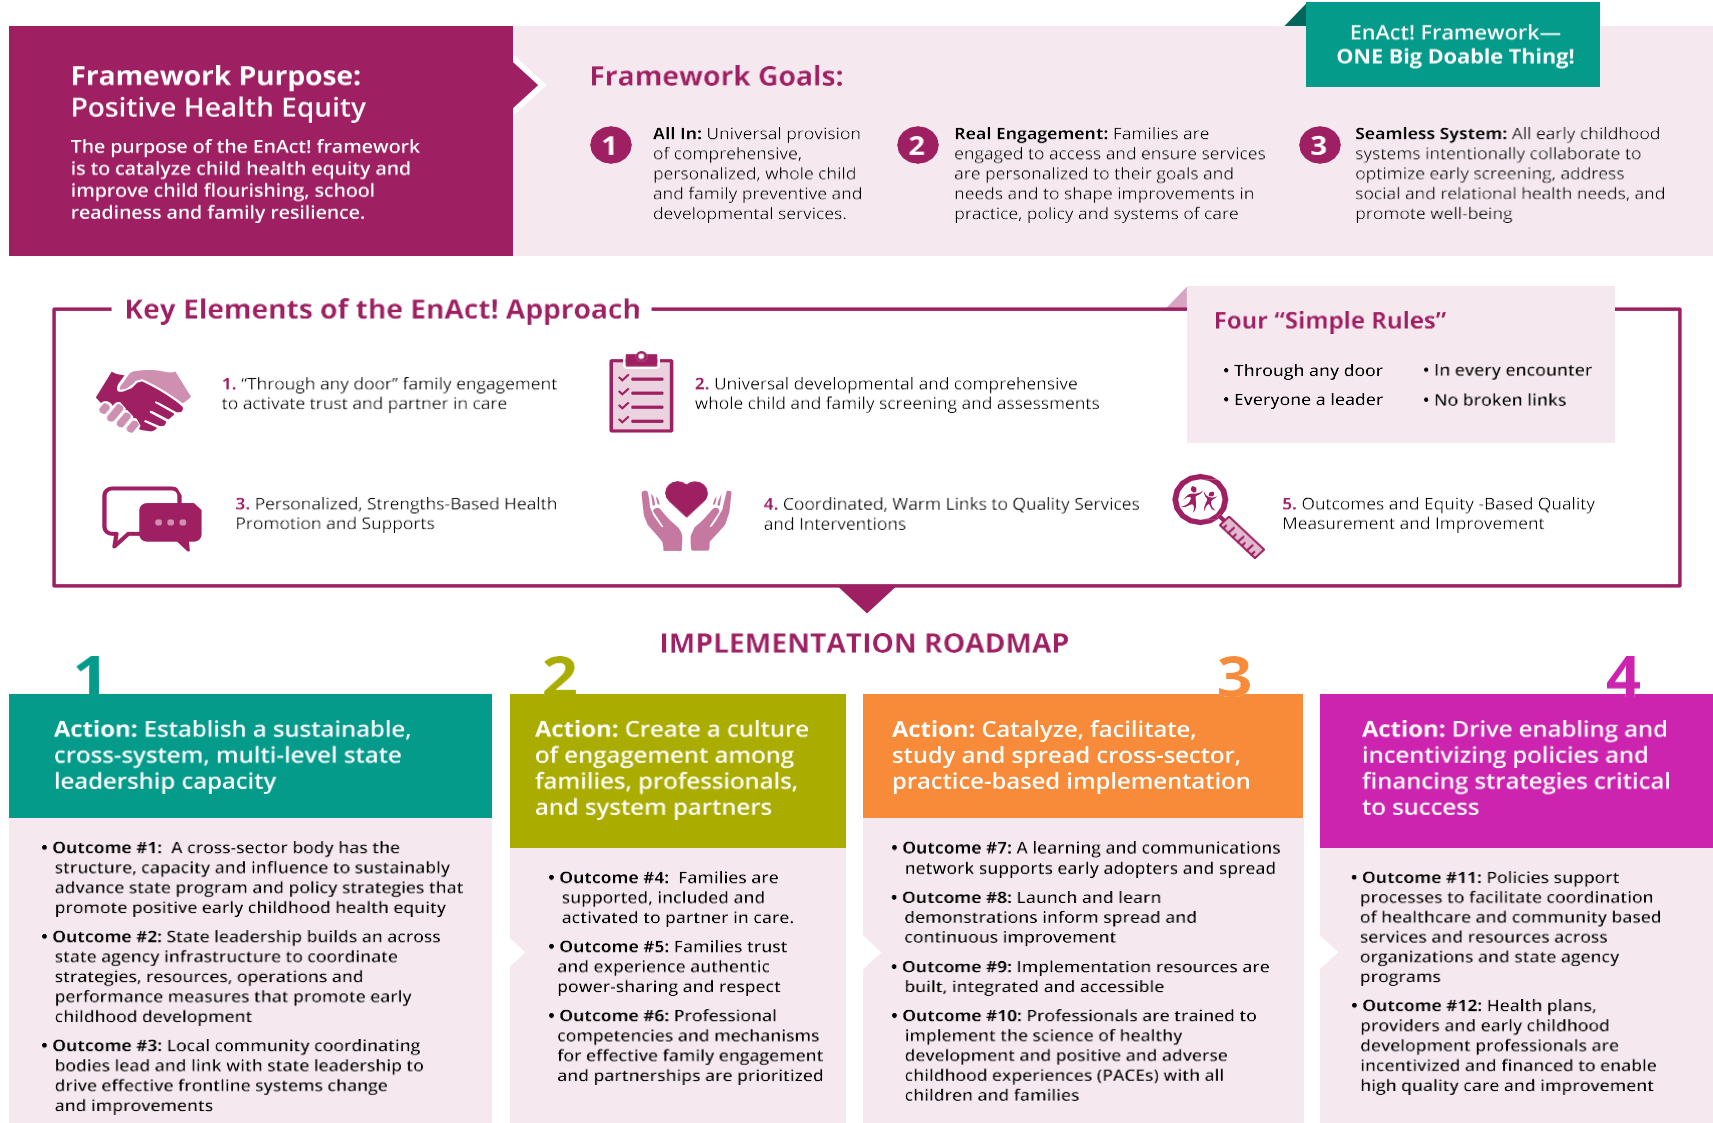 EnAct! Framework—
ONE Big Doable Thing!
Framework Purpose:
Positive Health Equity
The purpose of the EnAct! framework
is to catalyze child health equity and
improve child flourishing, school
readiness and family resilience.
Framework Goals:
1
All In: Universal provision
of comprehensive,
personalized, whole child
and family preventive and
developmental services.
2
Real Engagement: Families are
engaged to access and ensure services
are personalized to their goals and
needs and to shape improvements in
practice, policy and systems of care
3
Seamless System: All early childhood
systems intentionally collaborate to
optimize early screening, address
social and relational health needs, and
promote well-being
Key Elements of the EnAct! Approach
1. “Through any door” family engagement
to activate trust and partner in care
2. Universal developmental and comprehensive
whole child and family screening and assessments
Four “Simple Rules”
• Through any door
• Everyone a leader
• In every encounter
• No broken links
3. Personalized, Strengths-Based Health
Promotion and Supports
4. Coordinated, Warm Links to Quality Services
and Interventions
5. Outcomes and Equity -Based Quality
Measurement and Improvement
IMPLEMENTATION ROADMAP
1
Action: Establish a sustainable,
cross-system, multi-level state
leadership capacity
• Outcome #1: A cross-sector body has the
structure, capacity and influence to sustainably
advance state program and policy strategies that
promote positive early childhood health equity
• Outcome #2: State leadership builds an across
state agency infrastructure to coordinate
strategies, resources, operations and
performance measures that promote early
childhood development
• Outcome #3: Local community coordinating
bodies lead and link with state leadership to
drive effective frontline systems change
and improvements
2
Action: Create a culture
of engagement among
families, professionals,
and system partners
• Outcome #4: Families are
supported, included and
activated to partner in care.
• Outcome #5: Families trust
and experience authentic
power-sharing and respect
• Outcome #6: Professional
competencies and mechanisms
for effective family engagement
and partnerships are prioritized
3
Action: Catalyze, facilitate,
study and spread cross-sector,
practice-based implementation
• Outcome #7: A learning and communications
network supports early adopters and spread
• Outcome #8: Launch and learn
demonstrations inform spread and
continuous improvement
• Outcome #9: Implementation resources are
built, integrated and accessible
• Outcome #10: Professionals are trained to
implement the science of healthy
development and positive and adverse
childhood experiences (PACEs) with all
children and families
4
Action: Drive enabling and
incentivizing policies and
financing strategies critical
to success
• Outcome #11: Policies support
processes to facilitate coordination
of healthcare and community based
services and resources across
organizations and state agency
programs
• Outcome #12: Health plans,
providers and early childhood
development professionals are
incentivized and financed to enable
high quality care and improvement